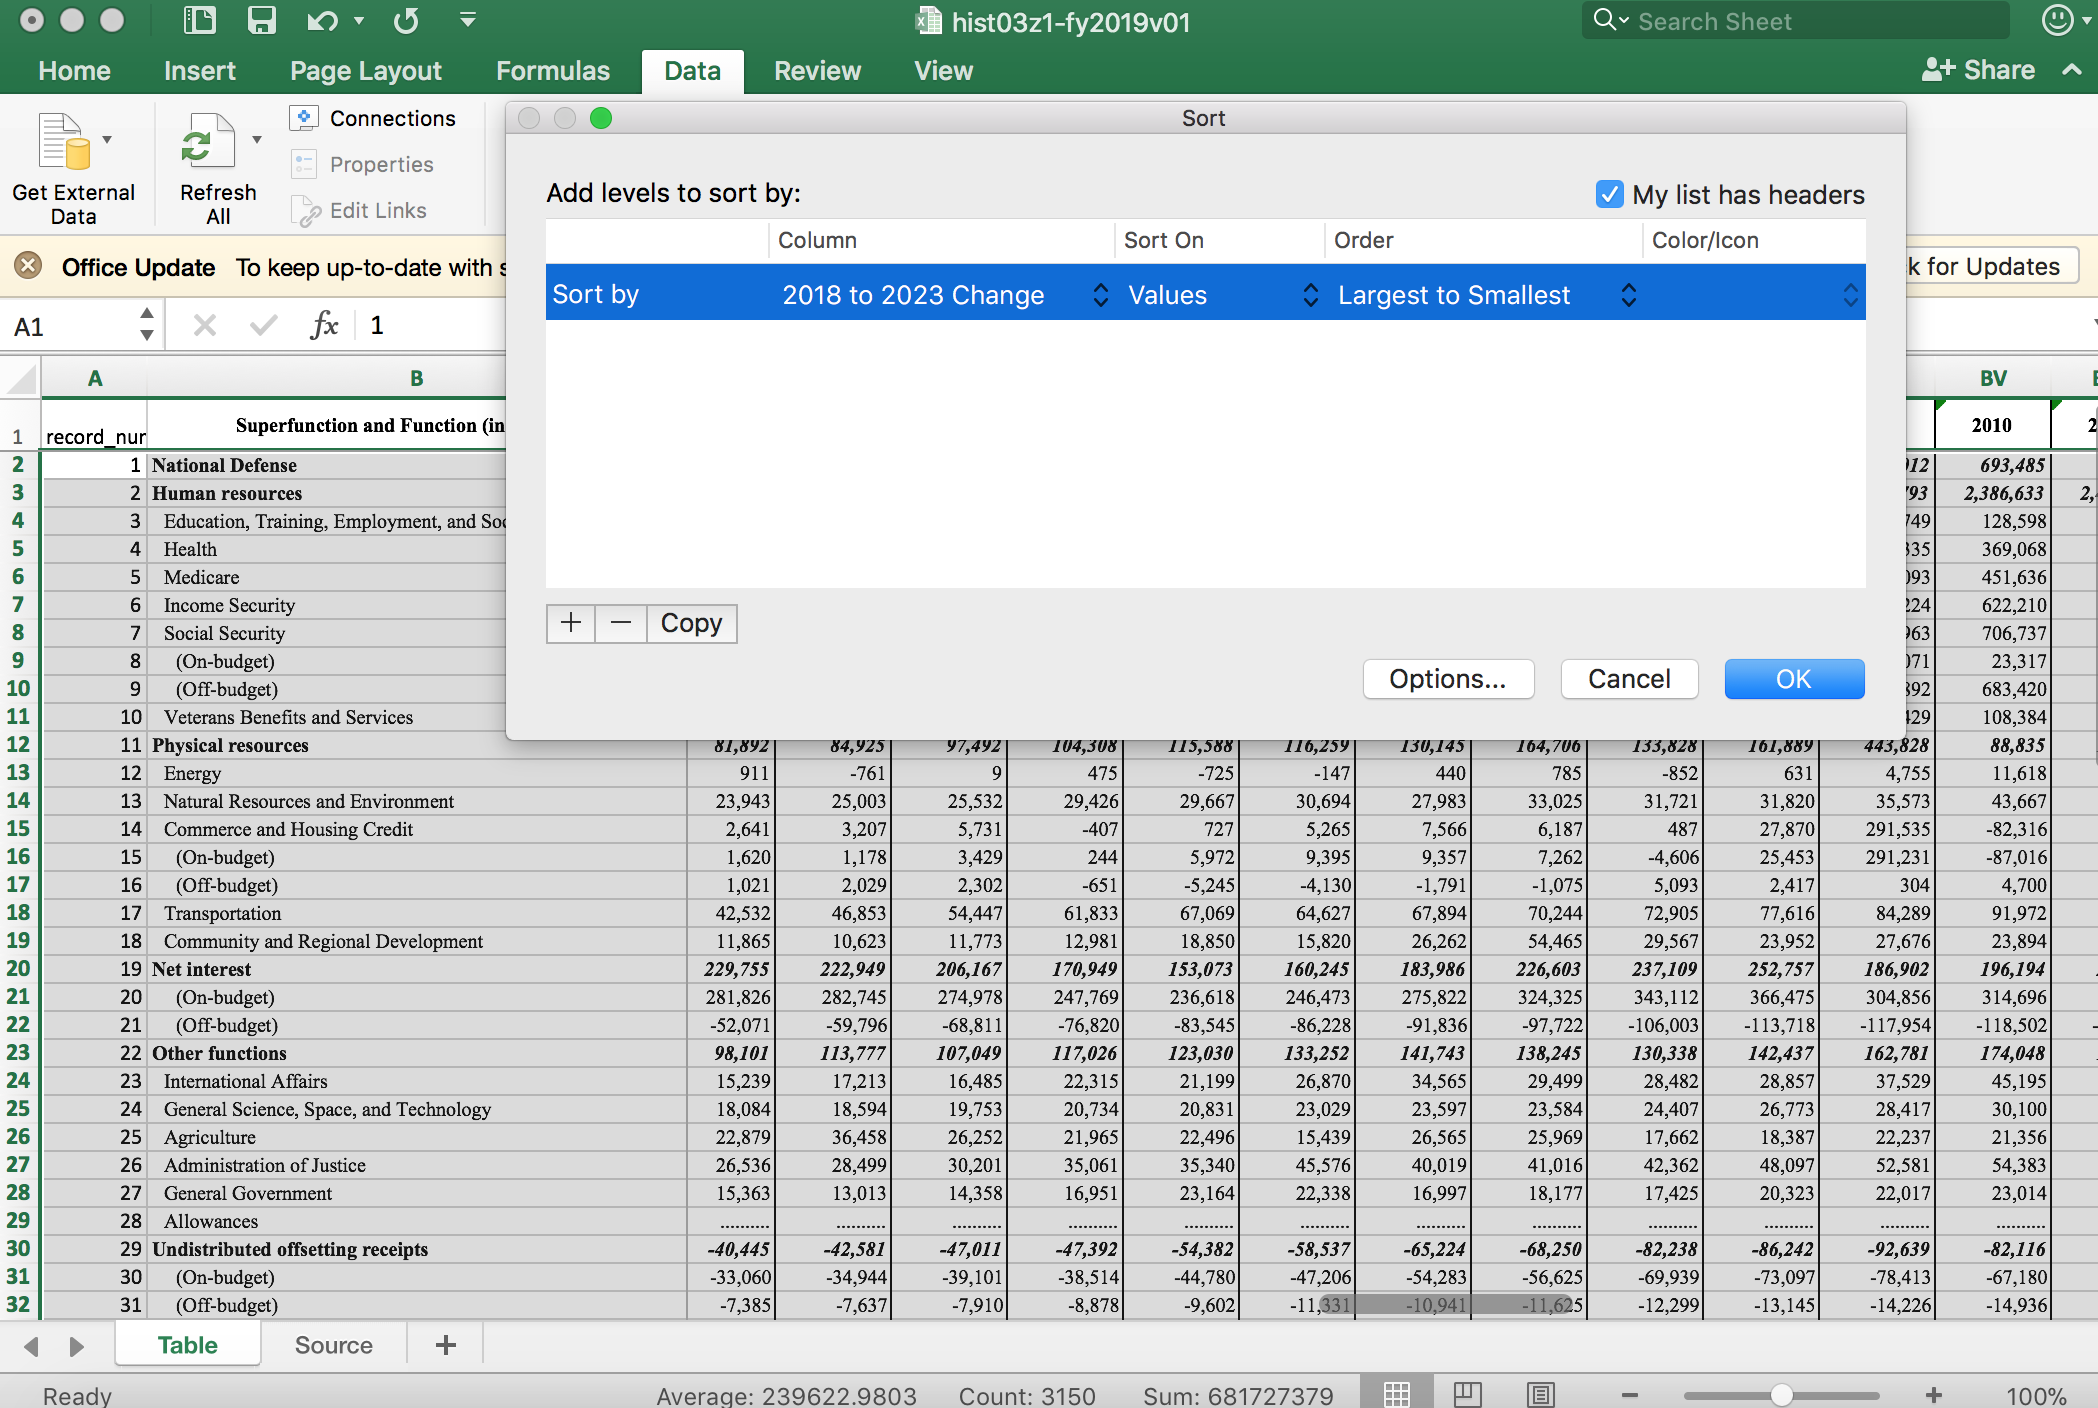 hist03z1-fy2019v01
Search Sheet
Home Insert Page Layout Formulas Data Review View Share
Get External Data
Refresh All
Connections
Properties
Edit Links
Sort
Add levels to sort by:
My list has headers
Column Sort On Order Color/Icon
Sort by 2018 to 2023 Change Values Largest to Smallest
+ − Copy
Options... Cancel OK
Office Update To keep up-to-date with
k for Updates
A1 fx 1
A B BV
1 record_nur Superfunction and Function (in 2010
2 1 National Defense 912 693,485
3 2 Human resources 793 2,386,633 2,
4 3 Education, Training, Employment, and Soc 749 128,598
5 4 Health 335 369,068
6 5 Medicare 093 451,636
7 6 Income Security 224 622,210
8 7 Social Security 963 706,737
9 8 (On-budget) 071 23,317
10 9 (Off-budget) 892 683,420
11 10 Veterans Benefits and Services 429 108,384
12 11 Physical resources 81,892 84,925 97,492 104,308 115,588 116,259 130,145 164,706 133,828 161,889 443,828 88,835
13 12 Energy 911 -761 9 475 -725 -147 440 785 -852 631 4,755 11,618
14 13 Natural Resources and Environment 23,943 25,003 25,532 29,426 29,667 30,694 27,983 33,025 31,721 31,820 35,573 43,667
15 14 Commerce and Housing Credit 2,641 3,207 5,731 -407 727 5,265 7,566 6,187 487 27,870 291,535 -82,316
16 15 (On-budget) 1,620 1,178 3,429 244 5,972 9,395 9,357 7,262 -4,606 25,453 291,231 -87,016
17 16 (Off-budget) 1,021 2,029 2,302 -651 -5,245 -4,130 -1,791 -1,075 5,093 2,417 304 4,700
18 17 Transportation 42,532 46,853 54,447 61,833 67,069 64,627 67,894 70,244 72,905 77,616 84,289 91,972
19 18 Community and Regional Development 11,865 10,623 11,773 12,981 18,850 15,820 26,262 54,465 29,567 23,952 27,676 23,894
20 19 Net interest 229,755 222,949 206,167 170,949 153,073 160,245 183,986 226,603 237,109 252,757 186,902 196,194
21 20 (On-budget) 281,826 282,745 274,978 247,769 236,618 246,473 275,822 324,325 343,112 366,475 304,856 314,696
22 21 (Off-budget) -52,071 -59,796 -68,811 -76,820 -83,545 -86,228 -91,836 -97,722 -106,003 -113,718 -117,954 -118,502
23 22 Other functions 98,101 113,777 107,049 117,026 123,030 133,252 141,743 138,245 130,338 142,437 162,781 174,048
24 23 International Affairs 15,239 17,213 16,485 22,315 21,199 26,870 34,565 29,499 28,482 28,857 37,529 45,195
25 24 General Science, Space, and Technology 18,084 18,594 19,753 20,734 20,831 23,029 23,597 23,584 24,407 26,773 28,417 30,100
26 25 Agriculture 22,879 36,458 26,252 21,965 22,496 15,439 26,565 25,969 17,662 18,387 22,237 21,356
27 26 Administration of Justice 26,536 28,499 30,201 35,061 35,340 45,576 40,019 41,016 42,362 48,097 52,581 54,383
28 27 General Government 15,363 13,013 14,358 16,951 23,164 22,338 16,997 18,177 17,425 20,323 22,017 23,014
29 28 Allowances .......... .......... .......... .......... .......... .......... .......... .......... .......... .......... .......... ..........
30 29 Undistributed offsetting receipts -40,445 -42,581 -47,011 -47,392 -54,382 -58,537 -65,224 -68,250 -82,238 -86,242 -92,639 -82,116
31 30 (On-budget) -33,060 -34,944 -39,101 -38,514 -44,780 -47,206 -54,283 -56,625 -69,939 -73,097 -78,413 -67,180
32 31 (Off-budget) -7,385 -7,637 -7,910 -8,878 -9,602 -11,331 -10,941 -11,625 -12,299 -13,145 -14,226 -14,936
Table Source +
Ready Average: 239622.9803 Count: 3150 Sum: 681727379 − + 100%